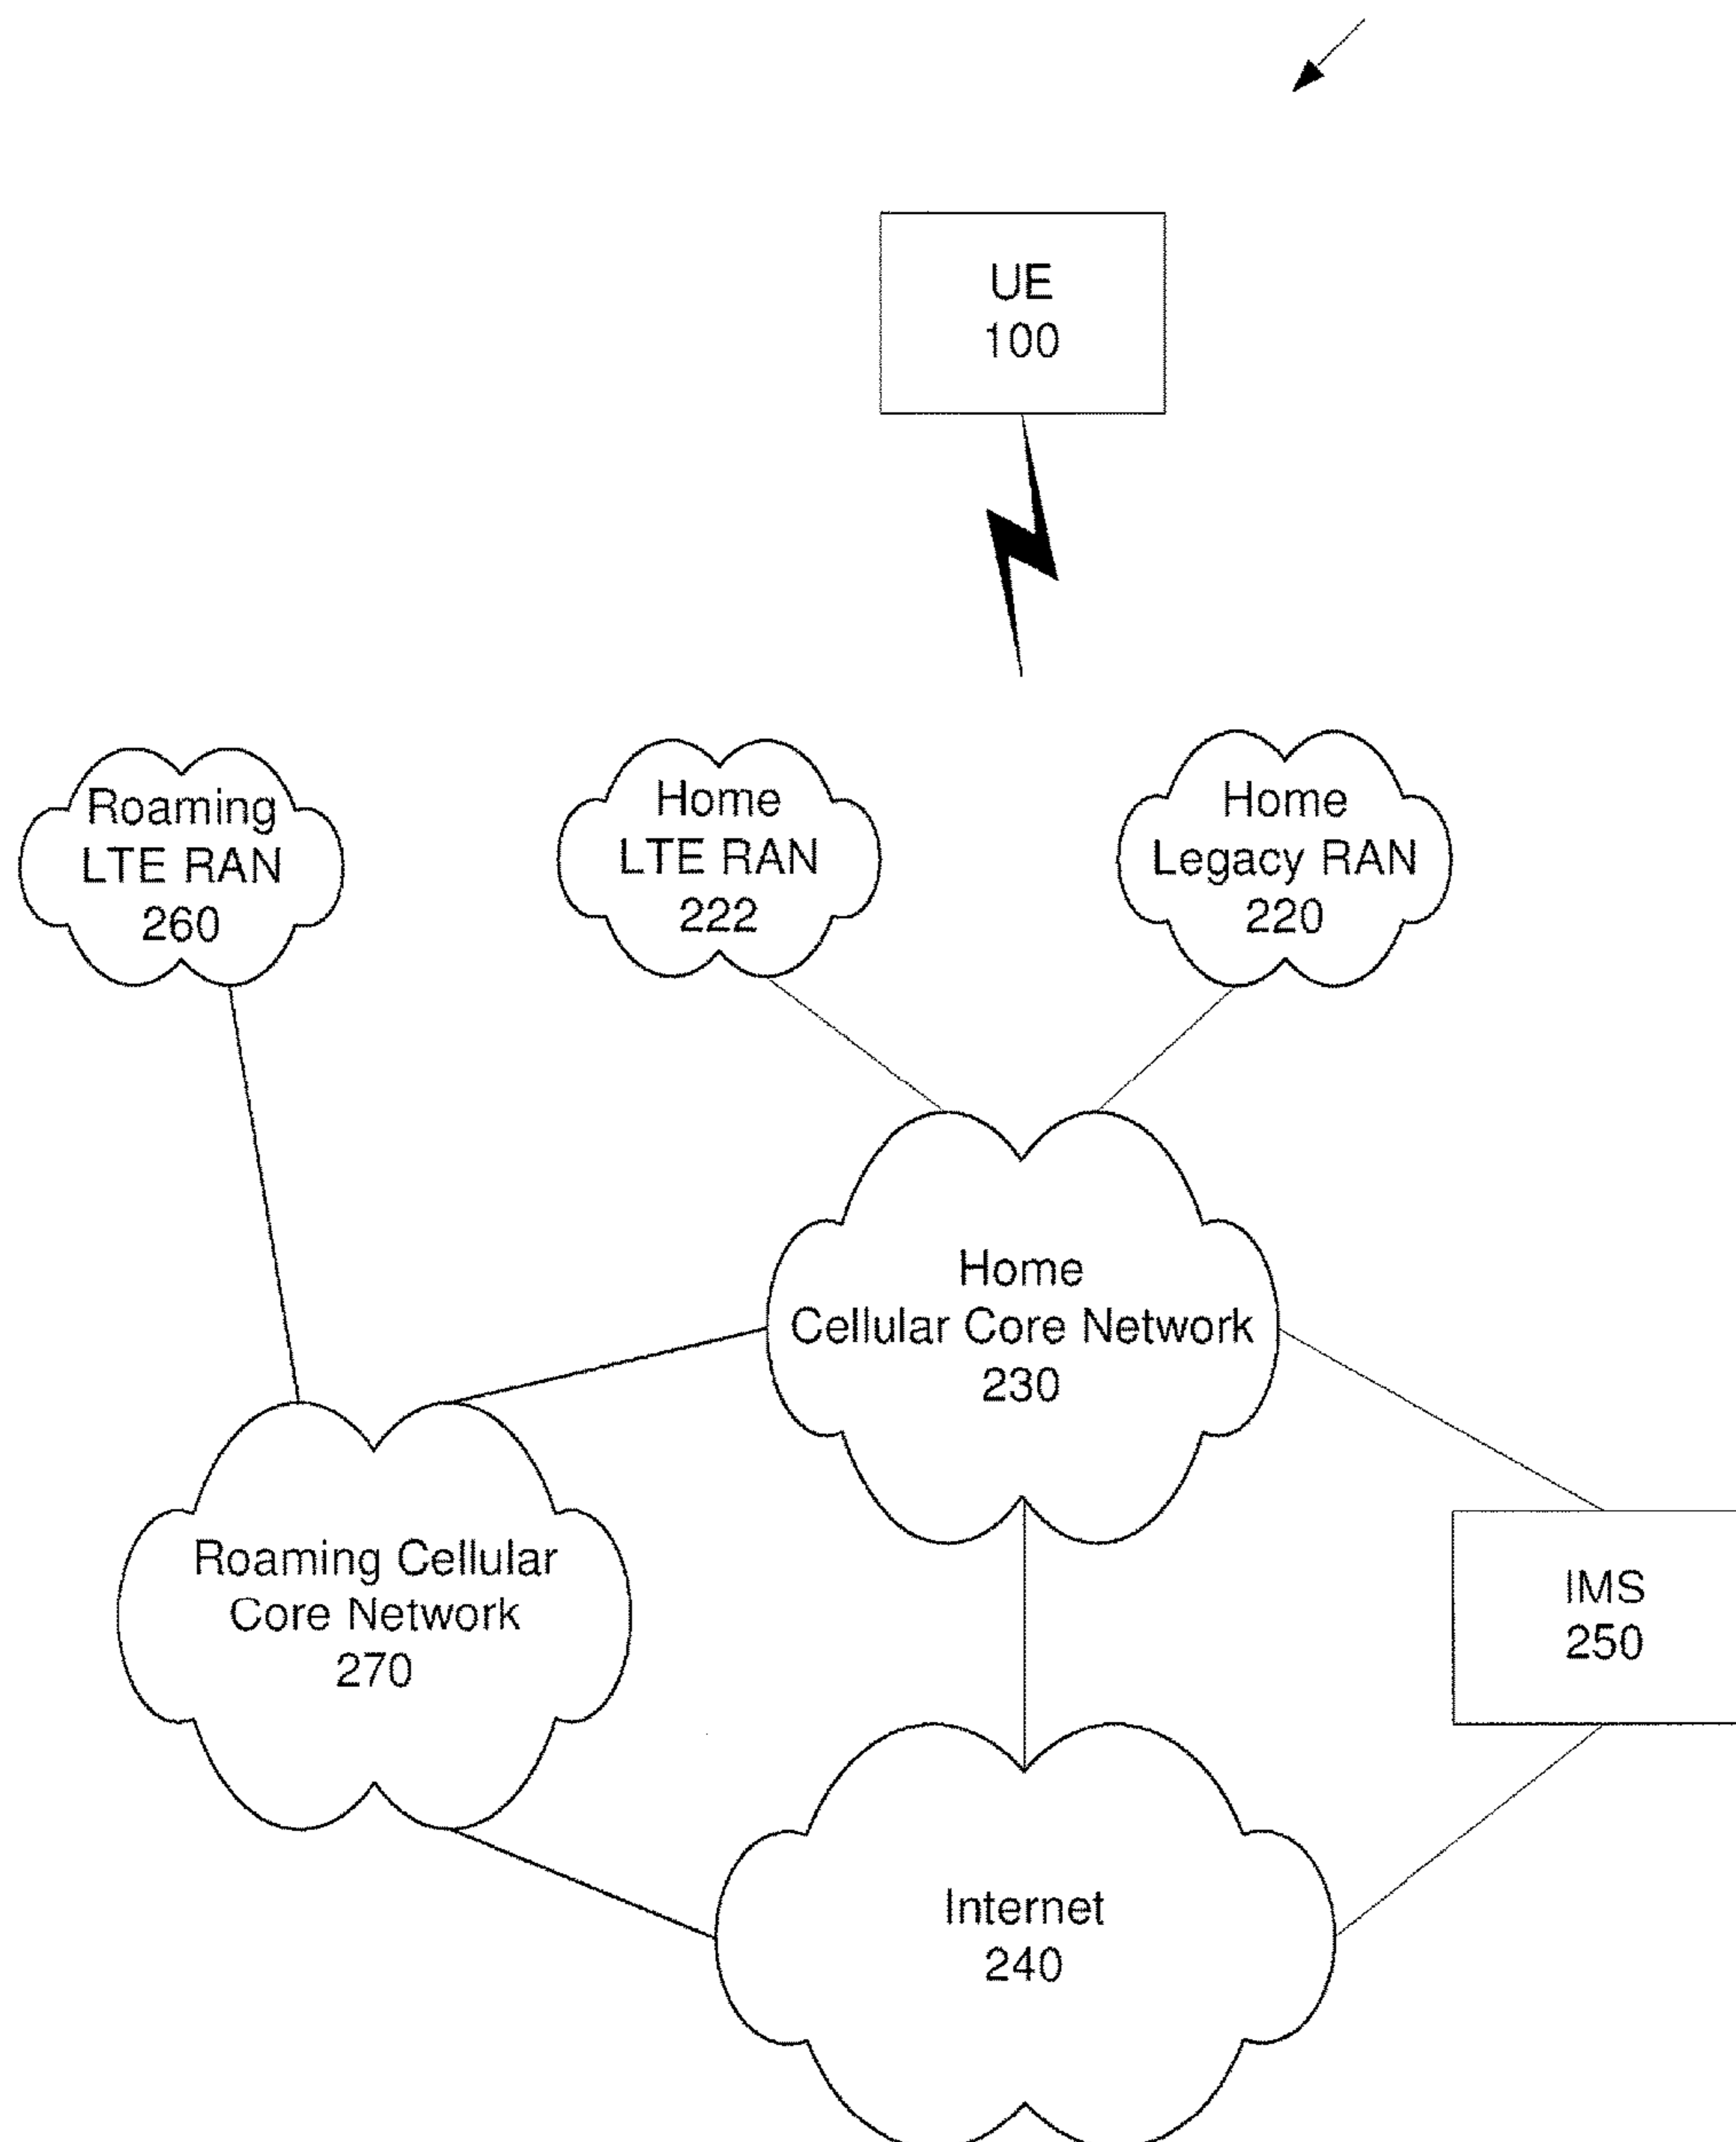 UE
100
Roaming
LTE RAN
260
Home
LTE RAN
222
Home
Legacy RAN
220
Home
Cellular Core Network
230
Roaming Cellular
Core Network
270
IMS
250
Internet
240